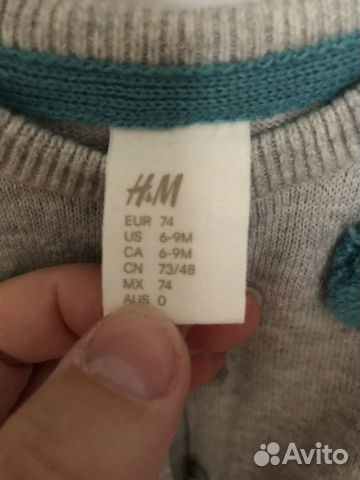 H&M
EUR 74
US 6-9M
CA 6-9M
CN 73/48
MX 74
AUS 0
Avito